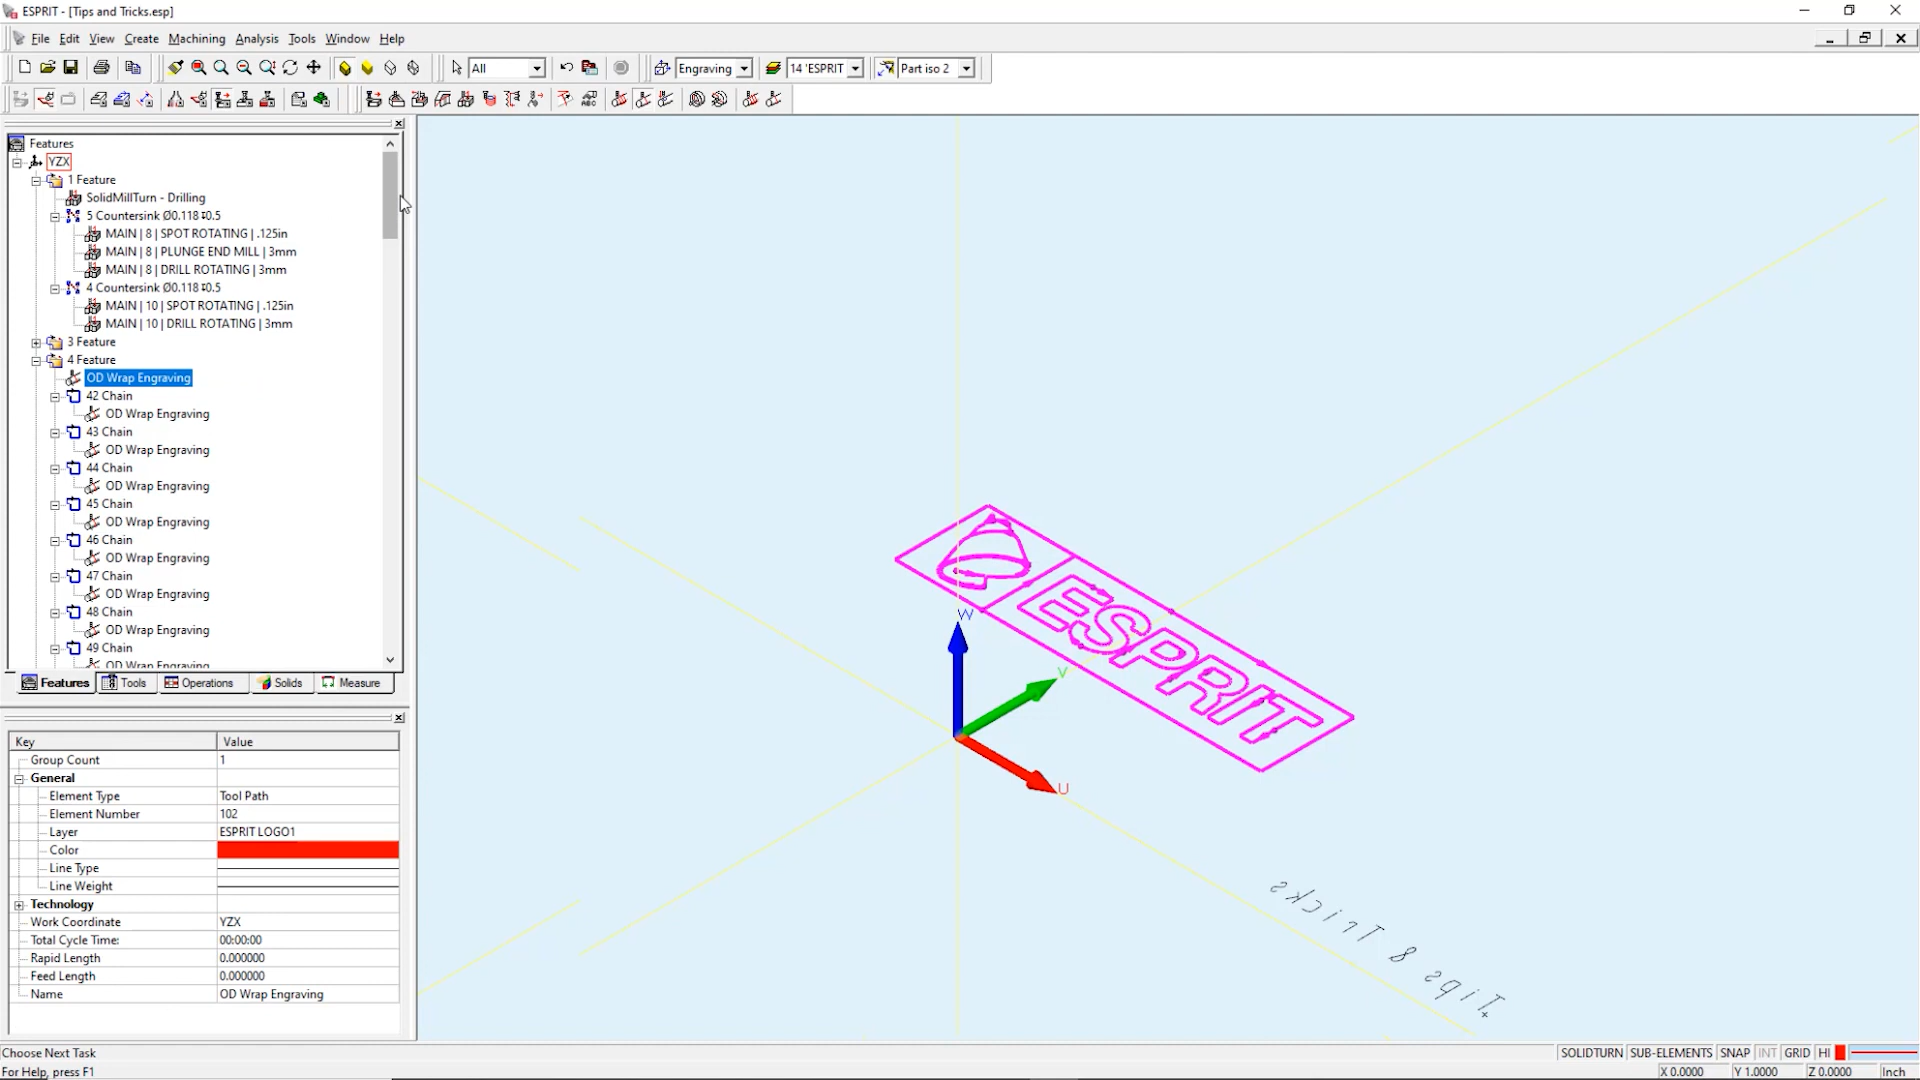 ESPRIT - [Tips and Tricks.esp]
File Edit View Create Machining Analysis Tools Window Help
All Engraving 14 'ESPRIT Part iso 2
Features
YZX
1 Feature
SolidMillTurn - Drilling
5 Countersink Ø0.118↧0.5
MAIN | 8 | SPOT ROTATING | .125in
MAIN | 8 | PLUNGE END MILL | 3mm
MAIN | 8 | DRILL ROTATING | 3mm
4 Countersink Ø0.118↧0.5
MAIN | 10 | SPOT ROTATING | .125in
MAIN | 10 | DRILL ROTATING | 3mm
3 Feature
4 Feature
OD Wrap Engraving
42 Chain
OD Wrap Engraving
43 Chain
OD Wrap Engraving
44 Chain
OD Wrap Engraving
45 Chain
OD Wrap Engraving
46 Chain
OD Wrap Engraving
47 Chain
OD Wrap Engraving
48 Chain
OD Wrap Engraving
49 Chain
OD Wrap Engraving
Features Tools Operations Solids Measure
Key Value
Group Count 1
General
Element Type Tool Path
Element Number 102
Layer ESPRIT LOGO1
Color
Line Type
Line Weight
Technology
Work Coordinate YZX
Total Cycle Time: 00:00:00
Rapid Length 0.000000
Feed Length 0.000000
Name OD Wrap Engraving
ESPRIT
W
V
U
Tips & Tricks
Choose Next Task
SOLIDTURN SUB-ELEMENTS SNAP INT GRID HI
For Help, press F1
X 0.0000 Y 1.0000 Z 0.0000 Inch